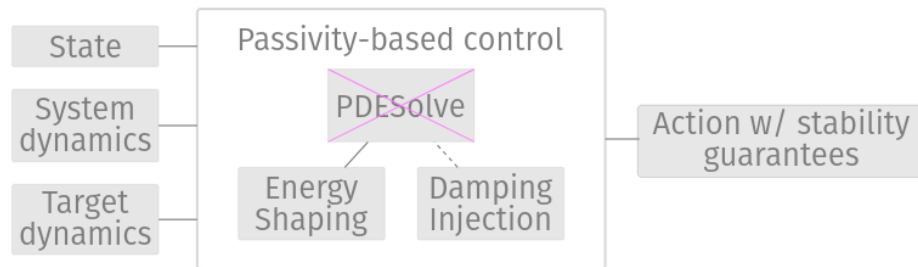 State
System
dynamics
Target
dynamics
Passivity-based control
PDESolve
Energy
Shaping
Damping
Injection
Action w/ stability
guarantees